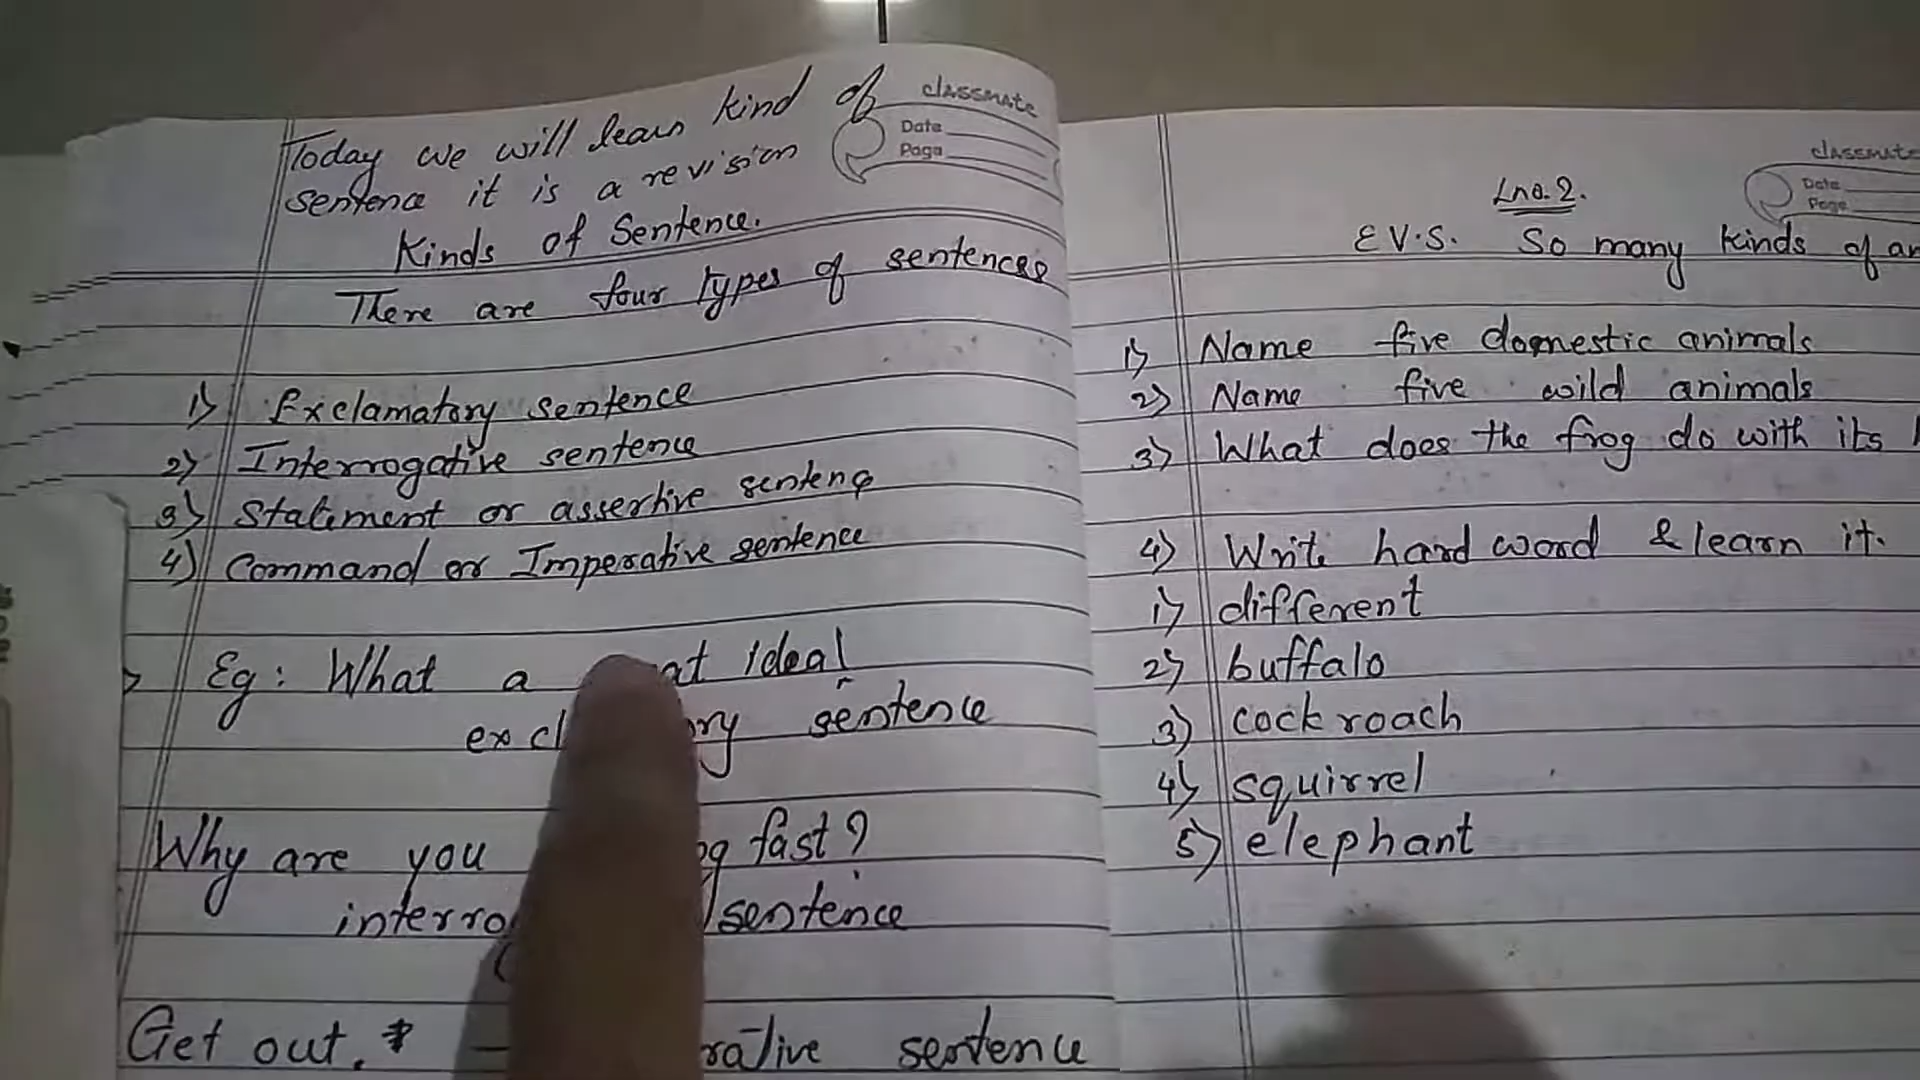 Today we will learn kind of
sentence it is a revision
Kinds of Sentence.
There are four types of sentences
1) Exclamatory sentence
2) Interrogative sentence
3) Statement or assertive sentence
4) Command or Imperative sentence
Eg: What a idea!
sentence
Why are you fast?
sentence
Get out. — sentence
classmate
Date
Page
classmate
Date
Page
Lno.2.
E.V.S. So many kinds of
1) Name five domestic animals
2) Name five wild animals
3) What does the frog do with its
4) Write hard word & learn it.
1) different
2) buffalo
3) cockroach
4) squirrel
5) elephant